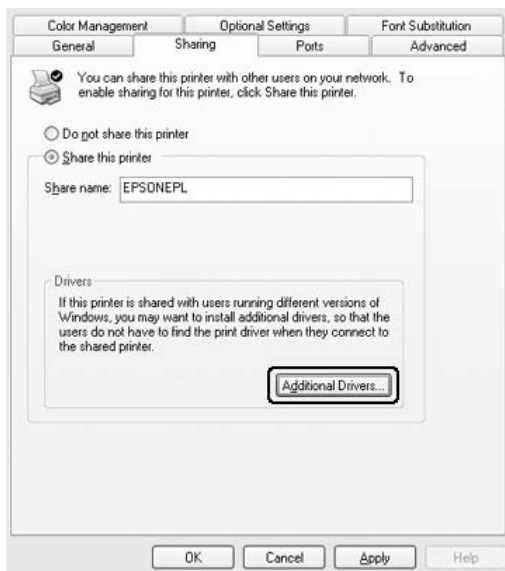 Color Management Optional Settings Font Substitution
General Sharing Ports Advanced
You can share this printer with other users on your network. To
enable sharing for this printer, click Share this printer.
Do not share this printer
Share this printer
Share name: EPSONEPL
Drivers
If this printer is shared with users running different versions of
Windows, you may want to install additional drivers, so that the
users do not have to find the print driver when they connect to
the shared printer.
Additional Drivers...
OK Cancel Apply Help